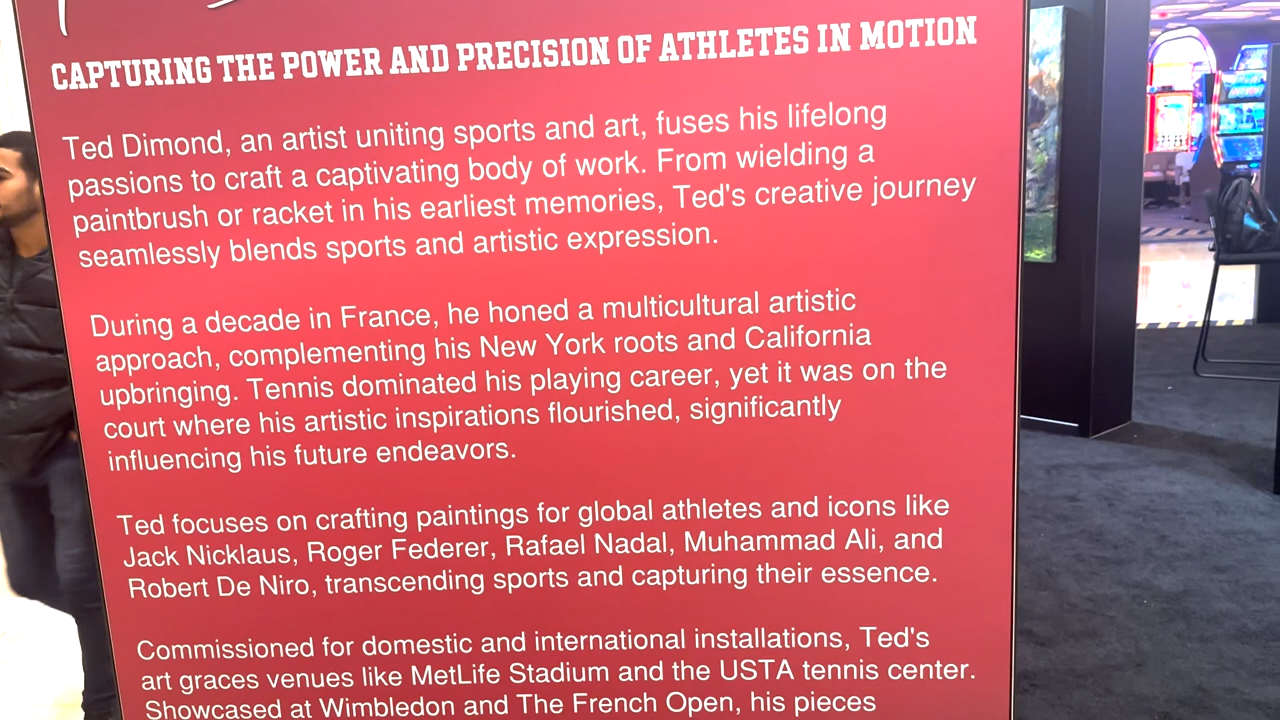 CAPTURING THE POWER AND PRECISION OF ATHLETES IN MOTION
Ted Dimond, an artist uniting sports and art, fuses his lifelong
passions to craft a captivating body of work. From wielding a
paintbrush or racket in his earliest memories, Ted's creative journey
seamlessly blends sports and artistic expression.
During a decade in France, he honed a multicultural artistic
approach, complementing his New York roots and California
upbringing. Tennis dominated his playing career, yet it was on the
court where his artistic inspirations flourished, significantly
influencing his future endeavors.
Ted focuses on crafting paintings for global athletes and icons like
Jack Nicklaus, Roger Federer, Rafael Nadal, Muhammad Ali, and
Robert De Niro, transcending sports and capturing their essence.
Commissioned for domestic and international installations, Ted's
art graces venues like MetLife Stadium and the USTA tennis center.
Showcased at Wimbledon and The French Open, his pieces